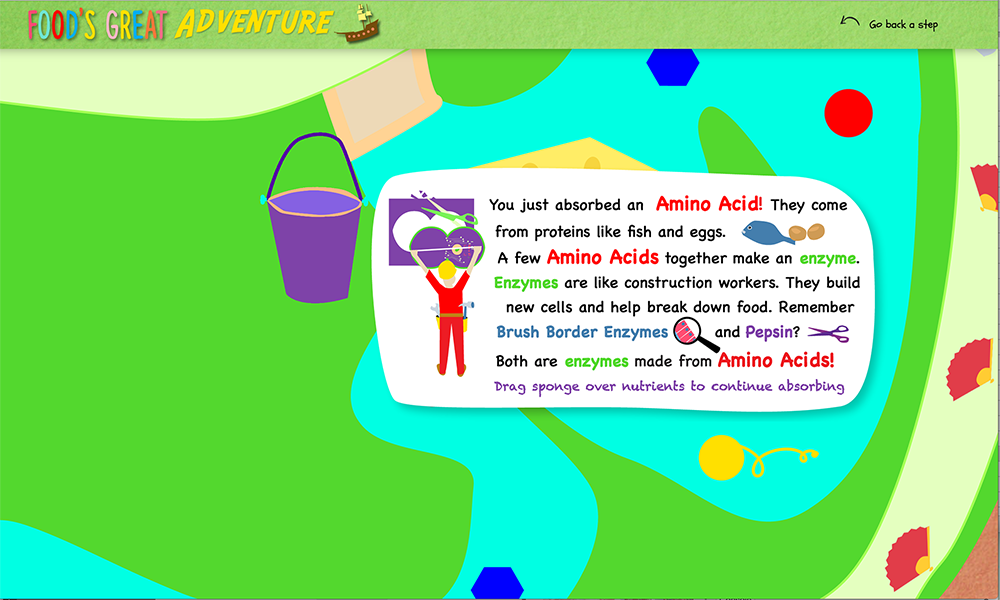 FOOD'S GREAT ADVENTURE
Go back a step
You just absorbed an Amino Acid! They come
from proteins like fish and eggs.
A few Amino Acids together make an enzyme.
Enzymes are like construction workers. They build
new cells and help break down food. Remember
Brush Border Enzymes and Pepsin?
Both are enzymes made from Amino Acids!
Drag sponge over nutrients to continue absorbing